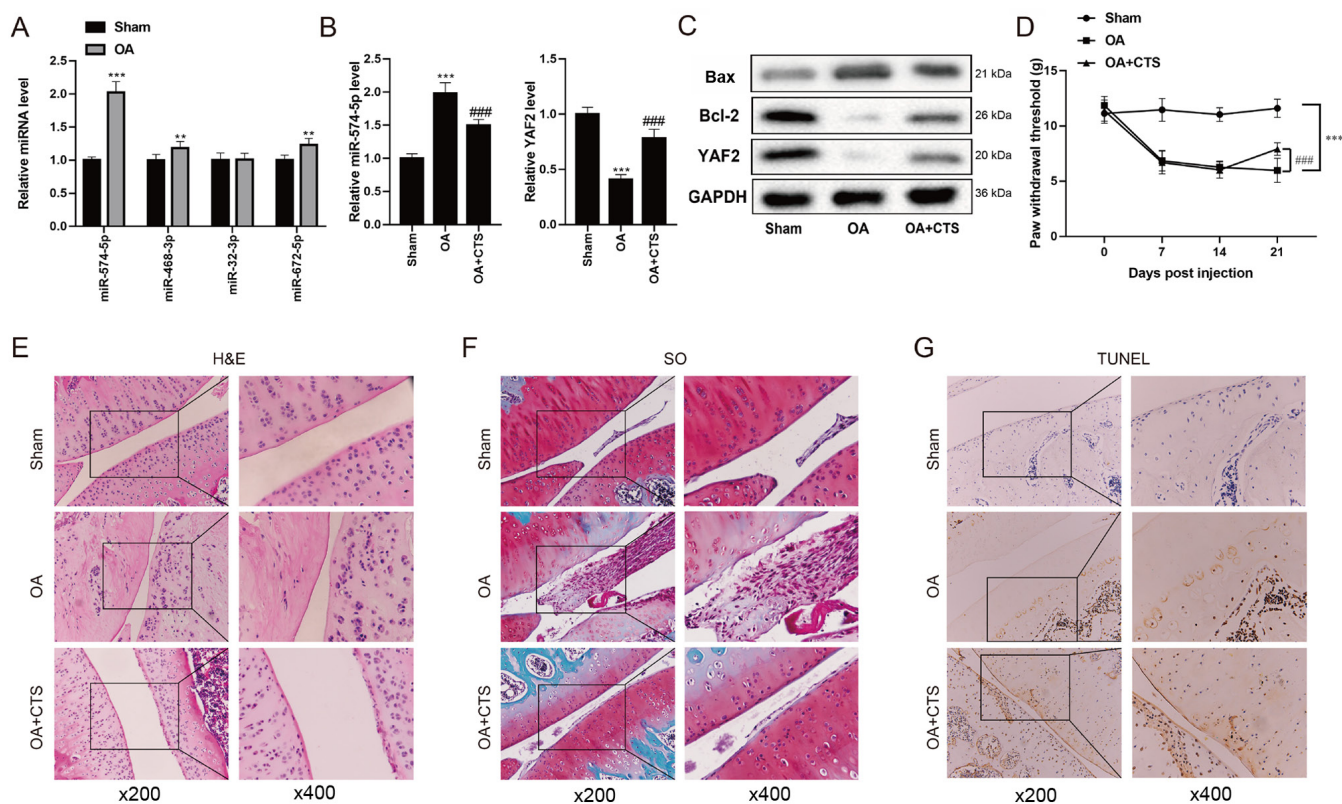 A
Sham
OA
Relative miRNA level
2.5
2.0
1.5
1.0
0.5
0.0
***
**
**
miR-574-5p
miR-468-3p
miR-32-3p
miR-672-5p
B
Relative miR-574-5p level
2.5
2.0
1.5
1.0
0.5
0.0
***
###
Sham
OA
OA+CTS
Relative YAF2 level
1.5
1.0
0.5
0.0
***
###
Sham
OA
OA+CTS
C
Bax
21 kDa
Bcl-2
26 kDa
YAF2
20 kDa
GAPDH
36 kDa
Sham OA OA+CTS
D
Sham
OA
OA+CTS
Paw withdrawal threshold (g)
15
10
5
0
###
***
0 7 14 21
Days post injection
E
H&E
Sham
OA
OA+CTS
x200 x400
F
SO
Sham
OA
OA+CTS
x200 x400
G
TUNEL
Sham
OA
OA+CTS
x200 x400